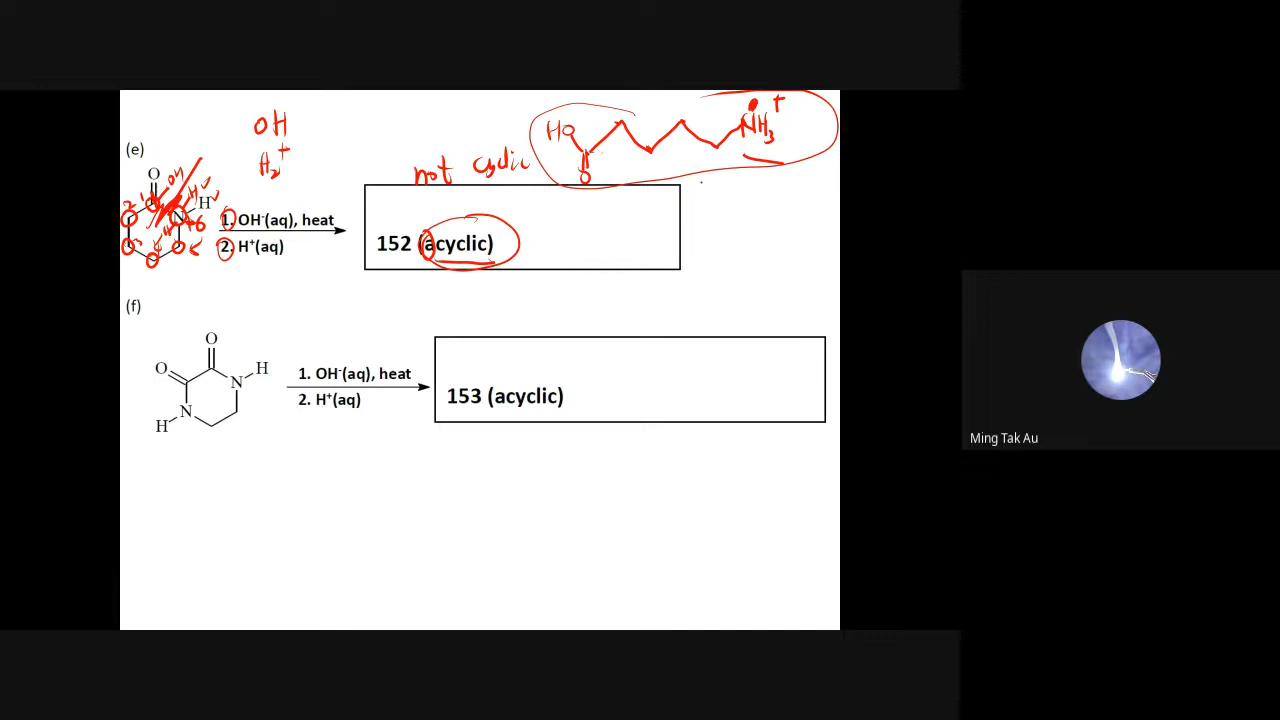 OH
H₂⁺
HO
NH₃
+
O
not cyclic
(e)
O
OH
H
N
H
1. OH⁻(aq), heat
2. H⁺(aq)
152 (acyclic)
(f)
O
O
N
H
N
H
1. OH⁻(aq), heat
2. H⁺(aq)
153 (acyclic)
Ming Tak Au